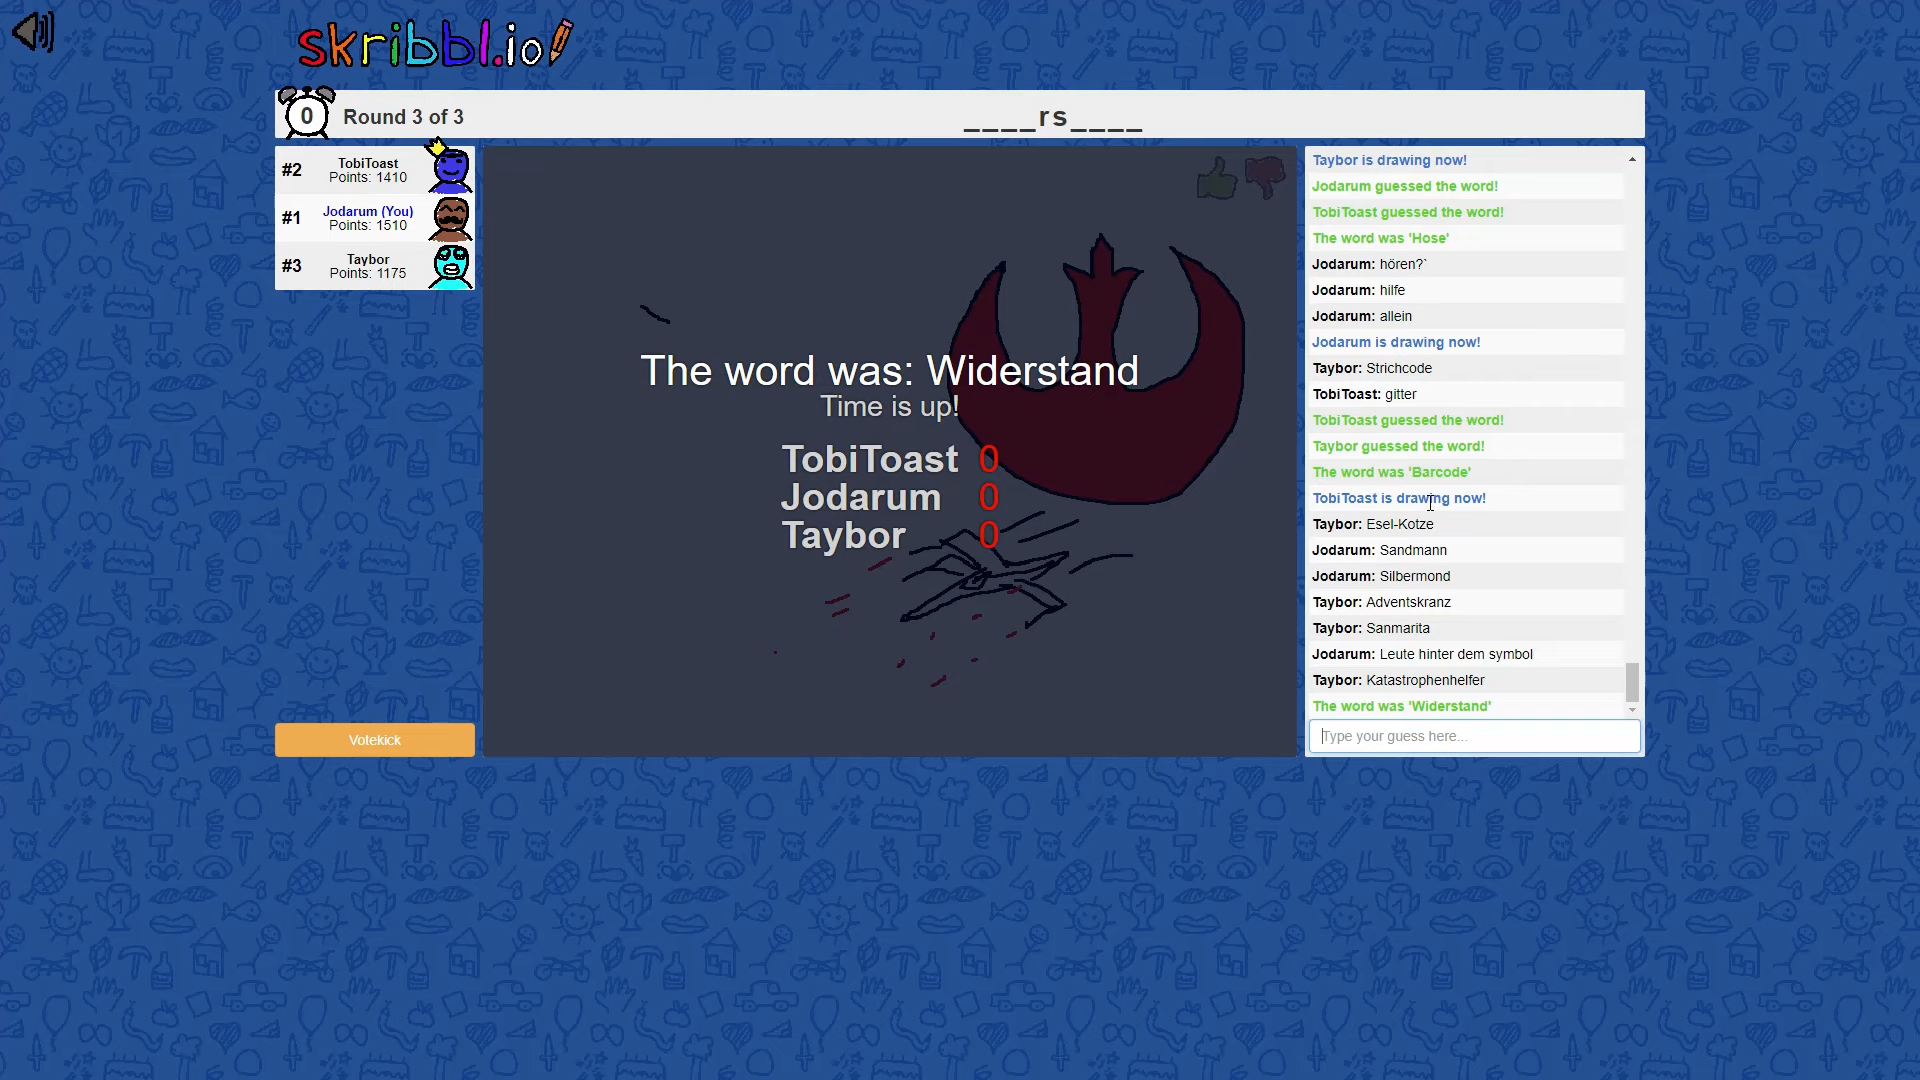 skribbl.io
0
Round 3 of 3
____rs____
#2
TobiToast
Points: 1410
#1
Jodarum (You)
Points: 1510
#3
Taybor
Points: 1175
Votekick
The word was: Widerstand
Time is up!
TobiToast 0
Jodarum 0
Taybor 0
Taybor is drawing now!
Jodarum guessed the word!
TobiToast guessed the word!
The word was 'Hose'
Jodarum: hören?`
Jodarum: hilfe
Jodarum: allein
Jodarum is drawing now!
Taybor: Strichcode
TobiToast: gitter
TobiToast guessed the word!
Taybor guessed the word!
The word was 'Barcode'
TobiToast is drawing now!
Taybor: Esel-Kotze
Jodarum: Sandmann
Jodarum: Silbermond
Taybor: Adventskranz
Taybor: Sanmarita
Jodarum: Leute hinter dem symbol
Taybor: Katastrophenhelfer
The word was 'Widerstand'
Type your guess here...